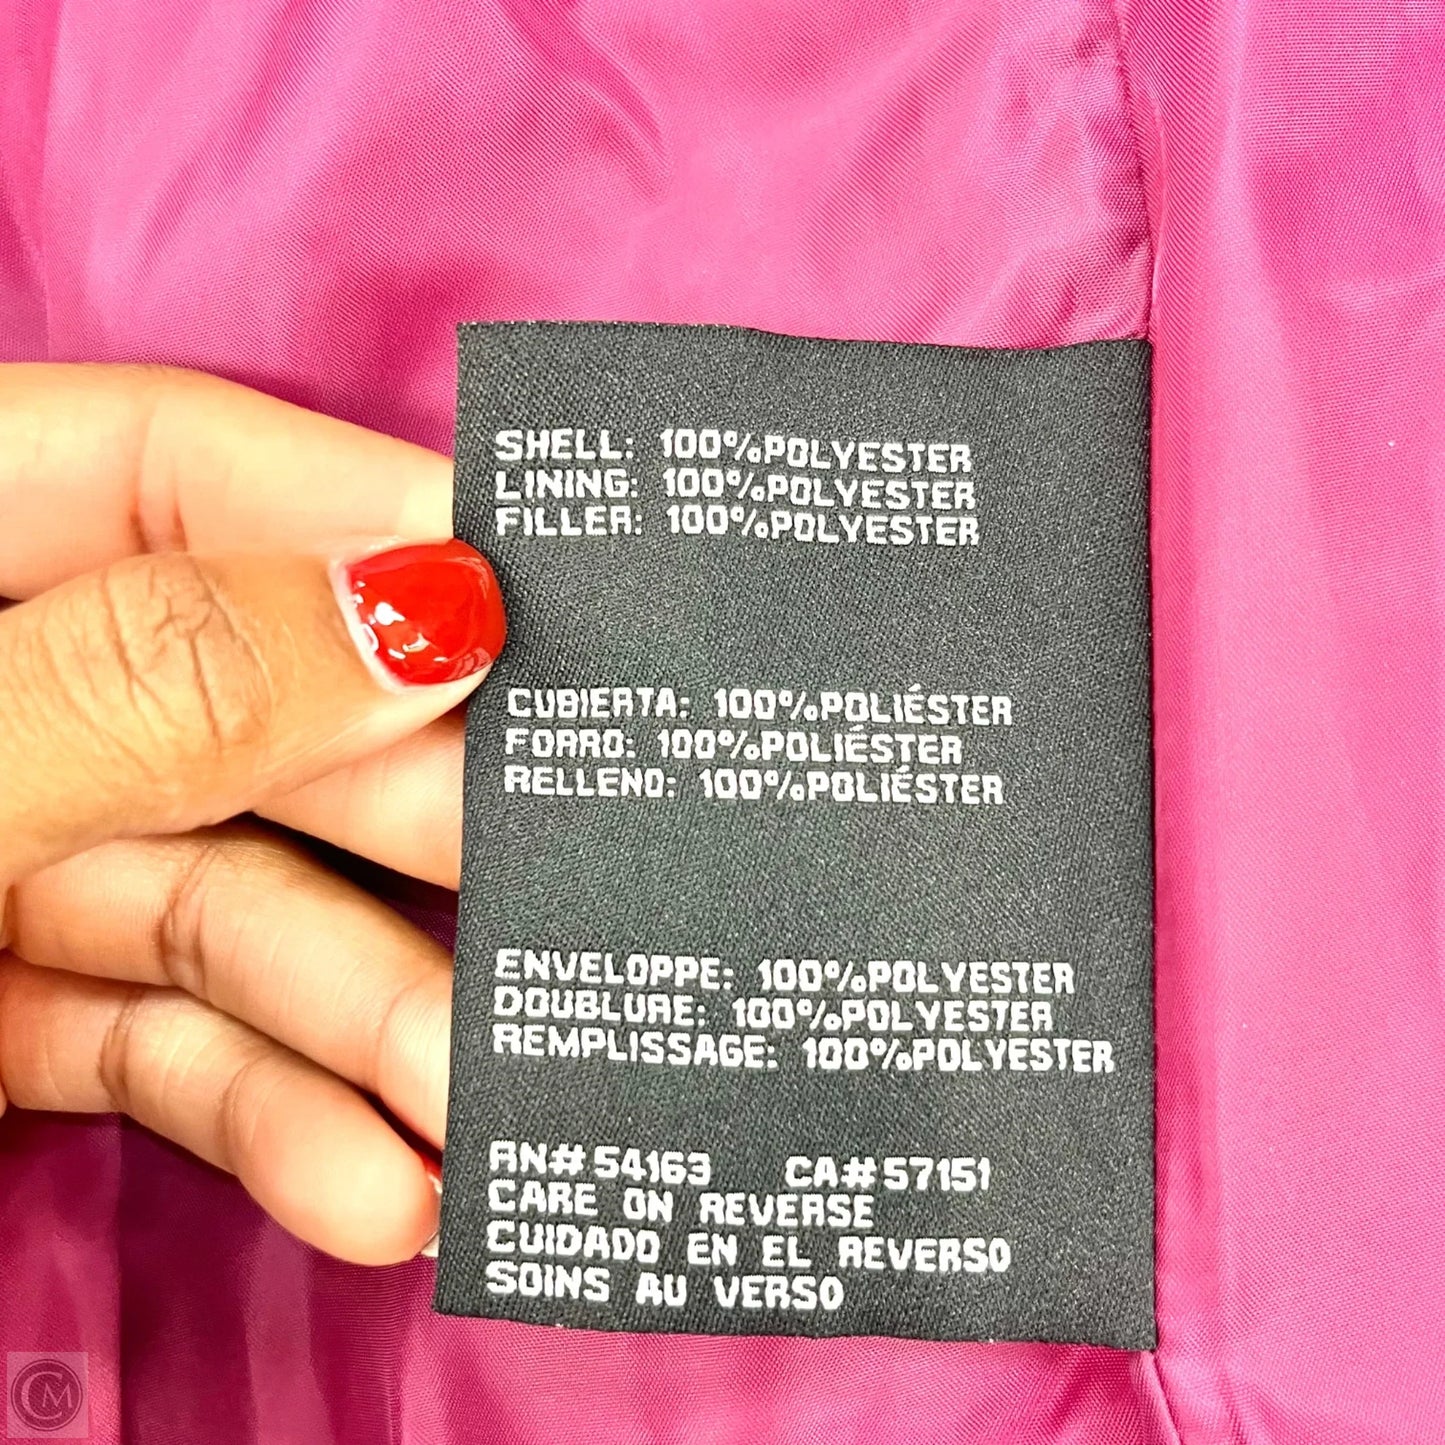 SHELL: 100%POLYESTER
LINING: 100%POLYESTER
FILLER: 100%POLYESTER
CUBIERTA: 100%POLIÉSTER
FORRO: 100%POLIÉSTER
RELLENO: 100%POLIÉSTER
ENVELOPPE: 100%POLYESTER
DOUBLURE: 100%POLYESTER
REMPLISSAGE: 100%POLYESTER
RN# 54163 CA# 57151
CARE ON REVERSE
CUIDADO EN EL REVERSO
SOINS AU VERSO
CM